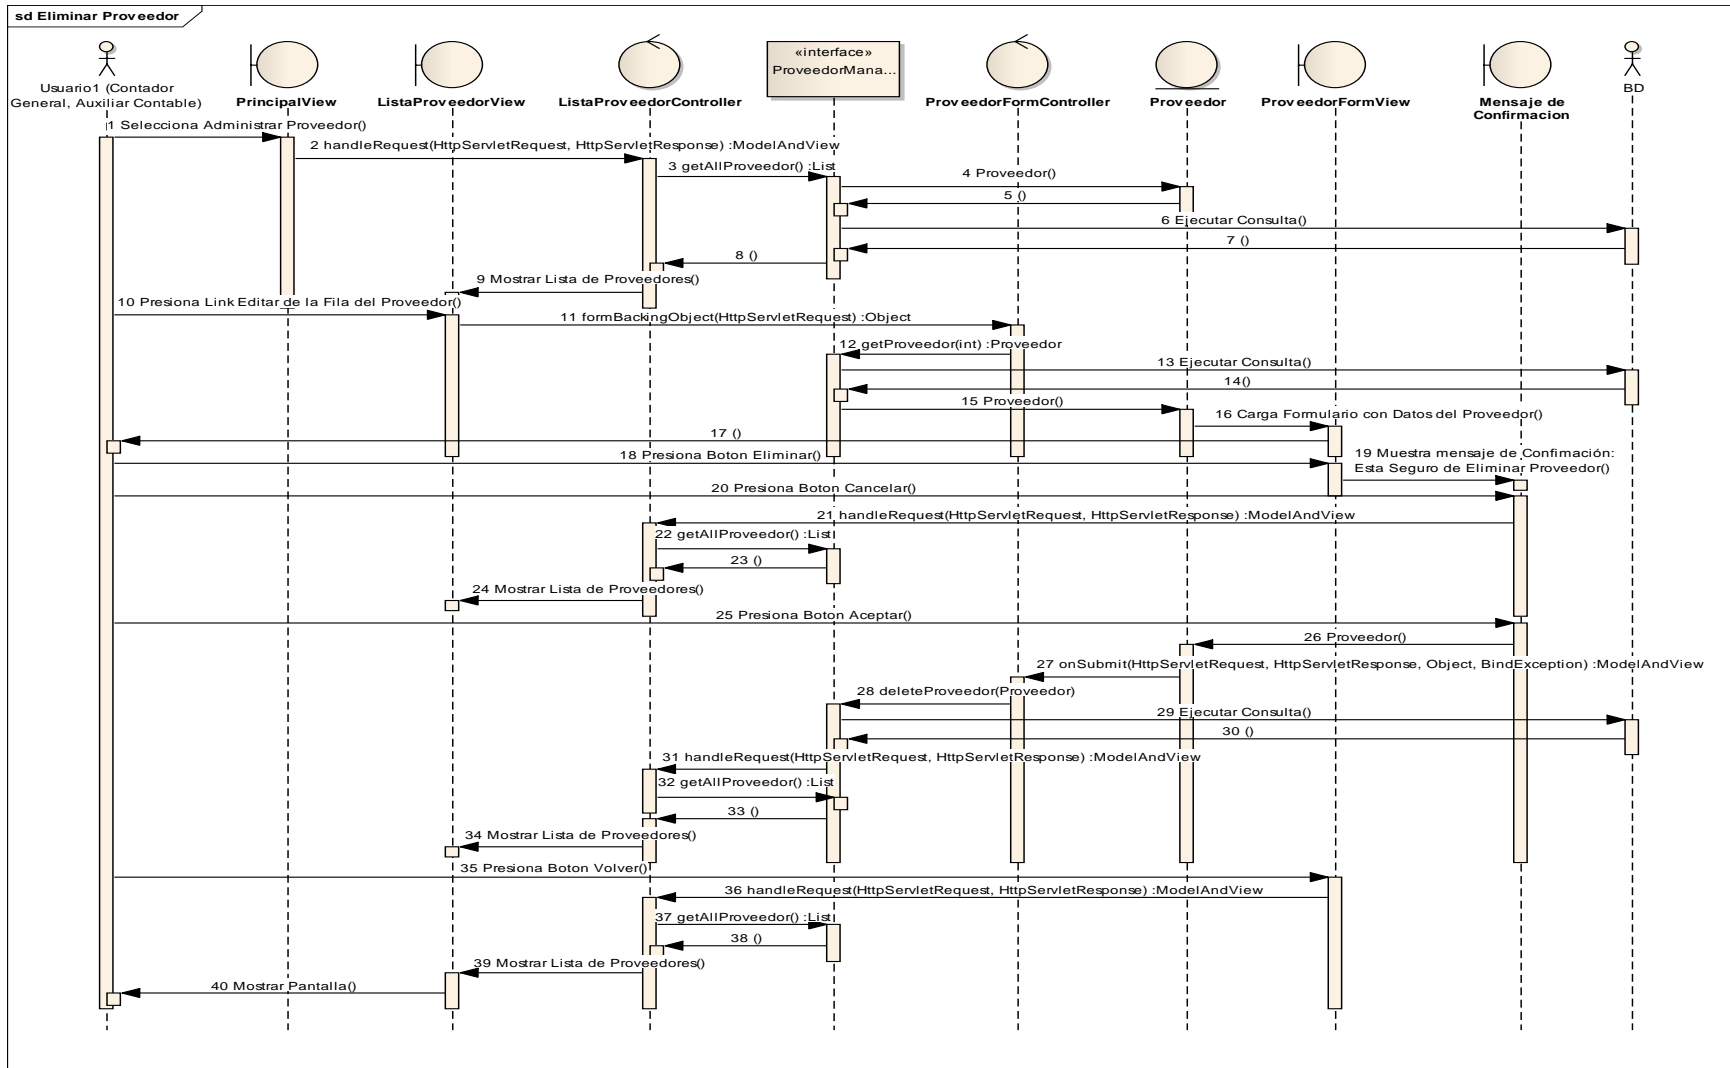 sd Eliminar Proveedor
Usuario1 (Contador
General, Auxiliar Contable)
PrincipalView
ListaProveedorView
ListaProveedorController
«interface»
ProveedorMana...
ProveedorFormController
Proveedor
ProveedorFormView
Mensaje de
Confirmacion
BD
1 Selecciona Administrar Proveedor()
2 handleRequest(HttpServletRequest, HttpServletResponse) :ModelAndView
3 getAllProveedor() :List
4 Proveedor()
5 ()
6 Ejecutar Consulta()
7 ()
8 ()
9 Mostrar Lista de Proveedores()
10 Presiona Link Editar de la Fila del Proveedor()
11 formBackingObject(HttpServletRequest) :Object
12 getProveedor(int) :Proveedor
13 Ejecutar Consulta()
14()
15 Proveedor()
16 Carga Formulario con Datos del Proveedor()
17 ()
18 Presiona Boton Eliminar()
19 Muestra mensaje de Confimación:
Esta Seguro de Eliminar Proveedor()
20 Presiona Boton Cancelar()
21 handleRequest(HttpServletRequest, HttpServletResponse) :ModelAndView
22 getAllProveedor() :List
23 ()
24 Mostrar Lista de Proveedores()
25 Presiona Boton Aceptar()
26 Proveedor()
27 onSubmit(HttpServletRequest, HttpServletResponse, Object, BindException) :ModelAndView
28 deleteProveedor(Proveedor)
29 Ejecutar Consulta()
30 ()
31 handleRequest(HttpServletRequest, HttpServletResponse) :ModelAndView
32 getAllProveedor() :List
33 ()
34 Mostrar Lista de Proveedores()
35 Presiona Boton Volver()
36 handleRequest(HttpServletRequest, HttpServletResponse) :ModelAndView
37 getAllProveedor() :List
38 ()
39 Mostrar Lista de Proveedores()
40 Mostrar Pantalla()